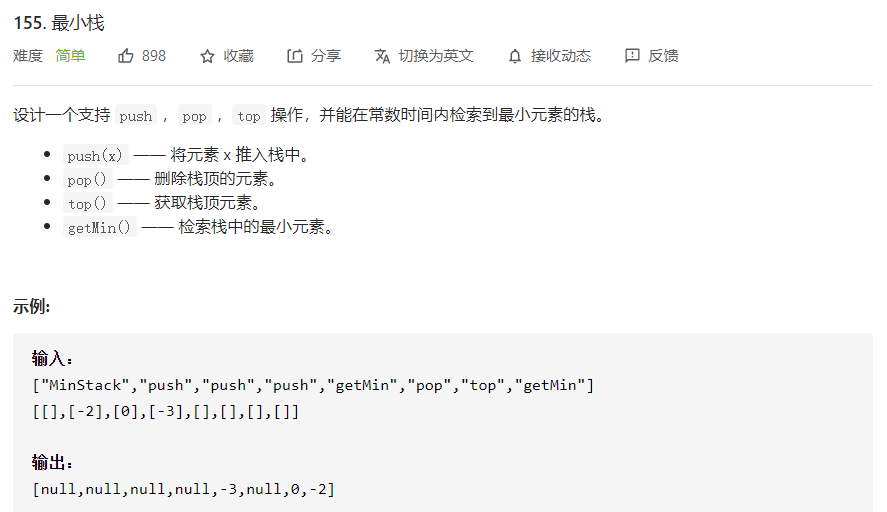 155. 最小栈
难度 简单 898 收藏 分享 切换为英文 接收动态 反馈
设计一个支持 push ，pop ，top 操作，并能在常数时间内检索到最小元素的栈。
push(x) —— 将元素 x 推入栈中。
pop() —— 删除栈顶的元素。
top() —— 获取栈顶元素。
getMin() —— 检索栈中的最小元素。
示例:
输入：
["MinStack","push","push","push","getMin","pop","top","getMin"]
[[],[-2],[0],[-3],[],[],[],[]]
输出：
[null,null,null,null,-3,null,0,-2]